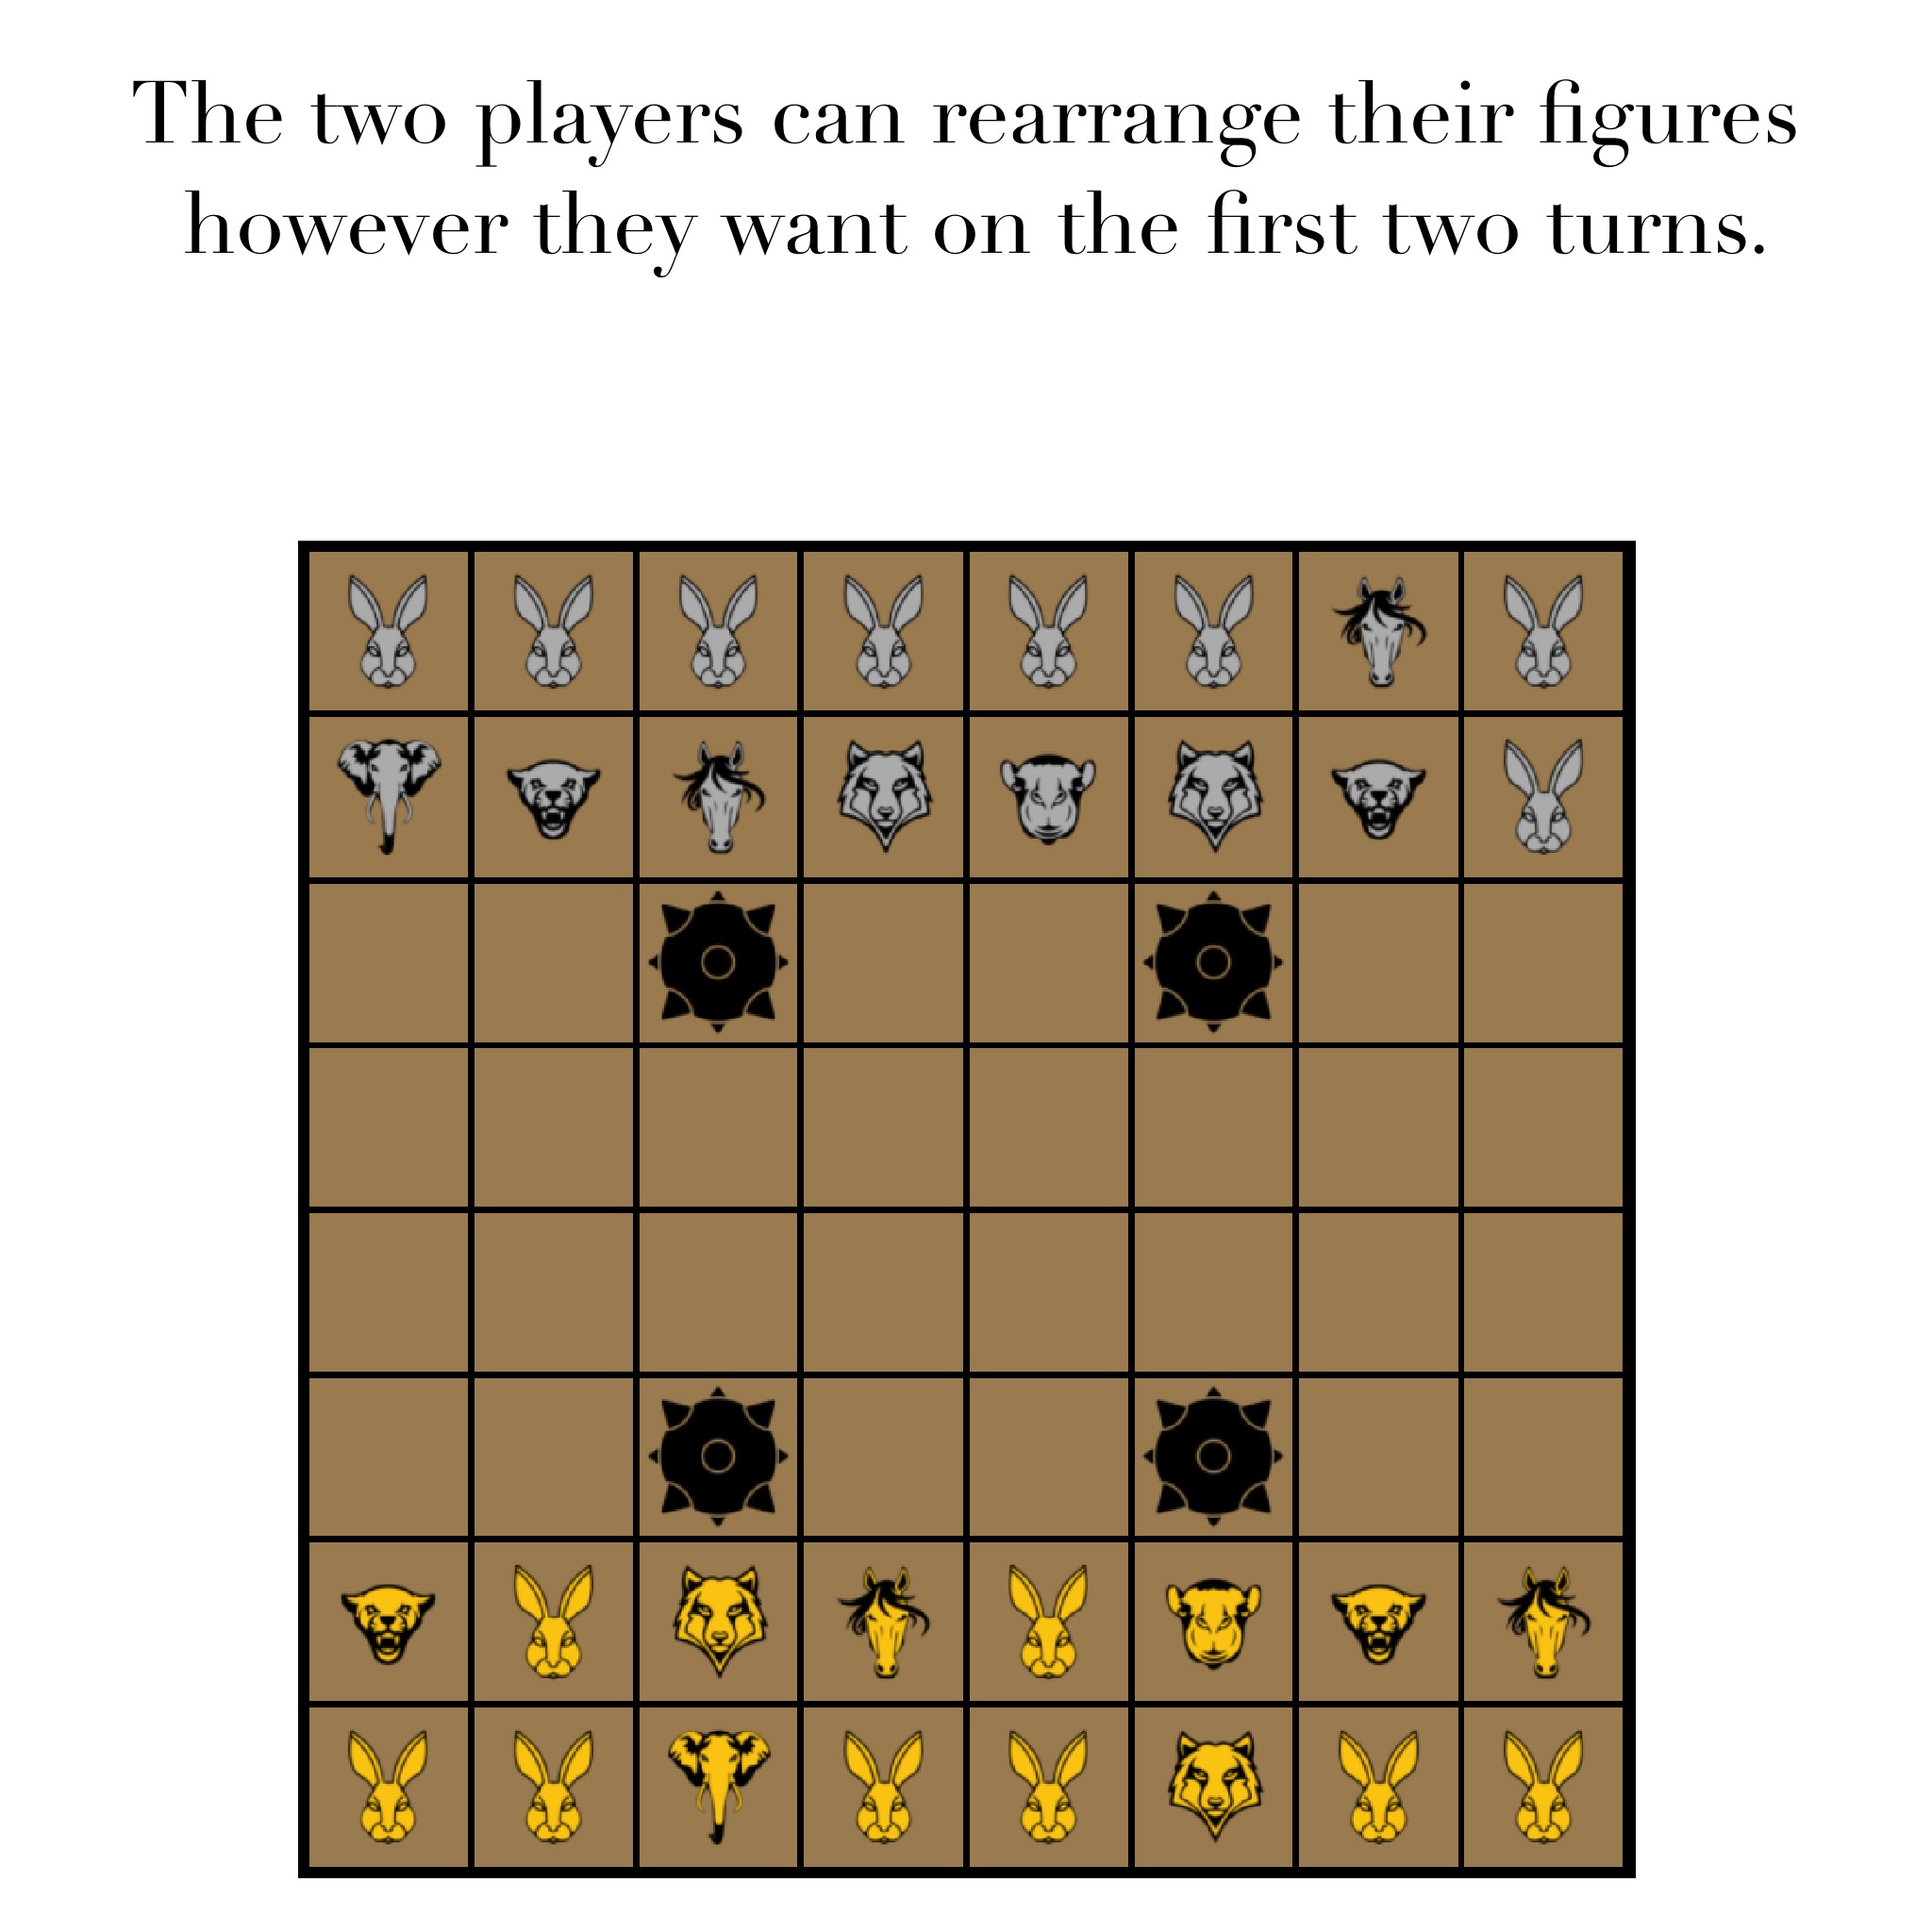 The two players can rearrange their figures
however they want on the first two turns.